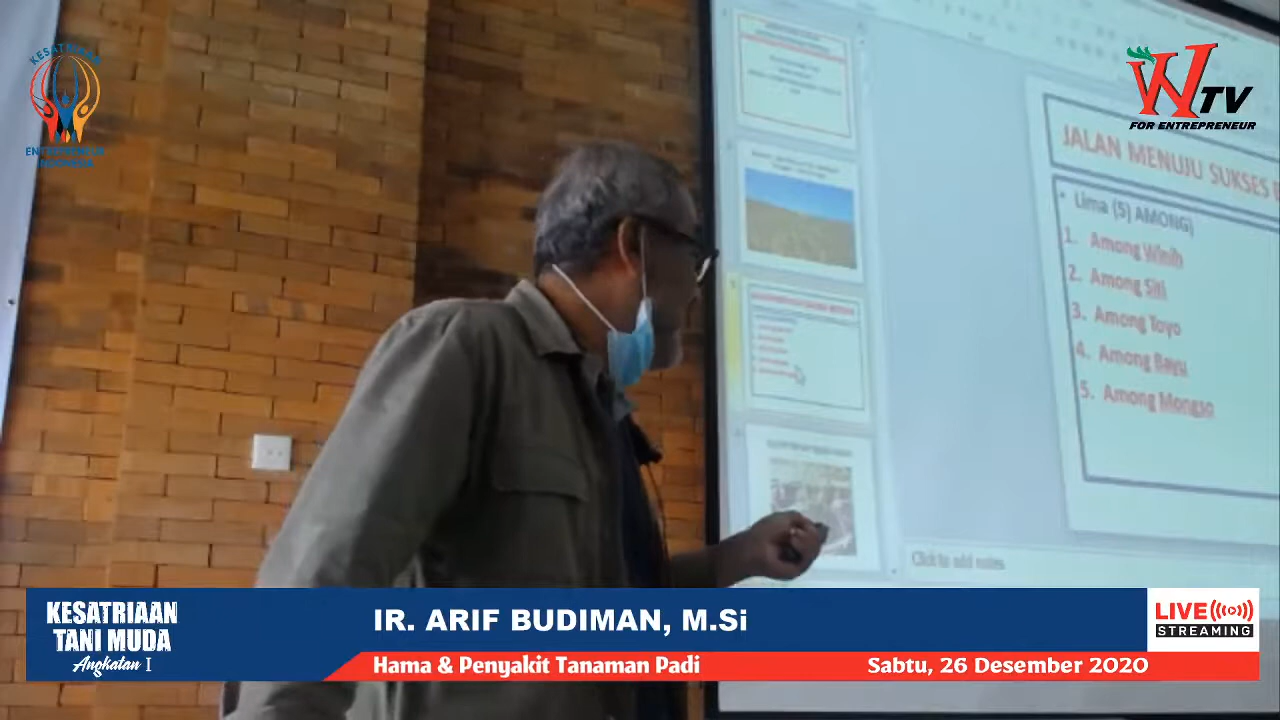 KESATRIAAN
ENTREPRENEUR
INDONESIA
WTV
FOR ENTREPRENEUR
JALAN MENUJU SUKSES
• Lima (5) AMONG)
1. Among Winih
2. Among Siti
3. Among Toyo
4. Among Bayu
5. Among Mongso
Click to add notes
KESATRIAAN
TANI MUDA
Angkatan I
IR. ARIF BUDIMAN, M.Si
Hama & Penyakit Tanaman Padi
Sabtu, 26 Desember 2020
LIVE
STREAMING